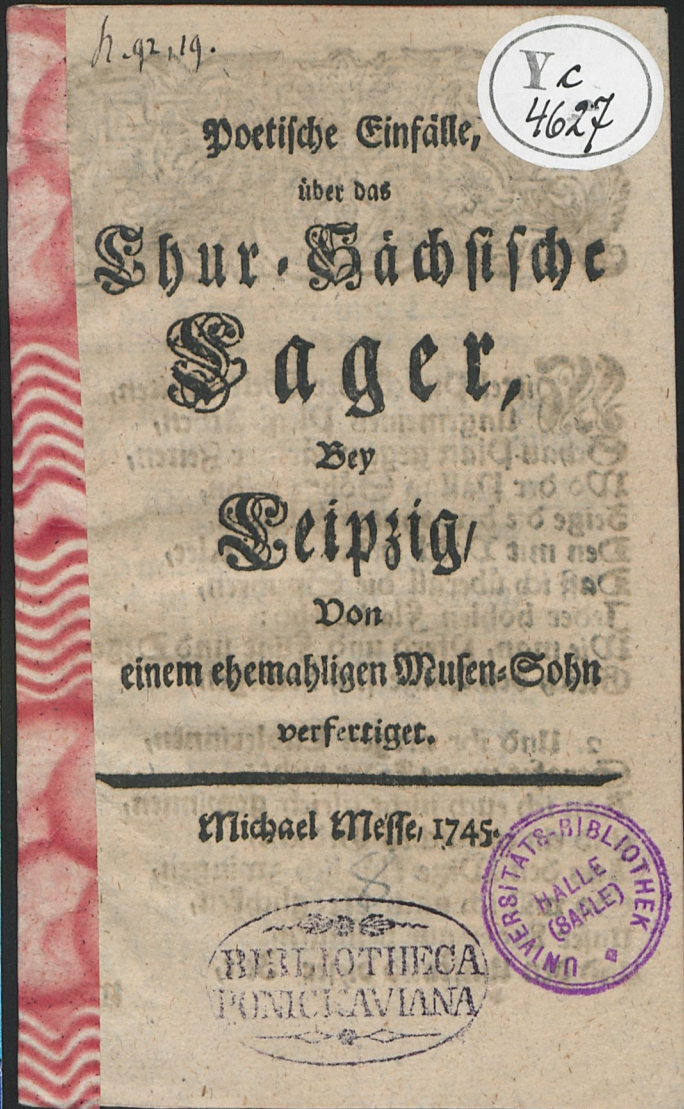 h. 92, 19.
Yc
4627
Poetische Einfälle,
über das
Chur-Sächsische
Lager,
Bey
Leipzig/
Von
einem ehemahligen Musen-Sohn
verfertiget.
Michael Messe, 1745.
UNIVERSITÄTS-BIBLIOTHEK
HALLE
(SAALE)
BIBLIOTHECA
PONICKAVIANA